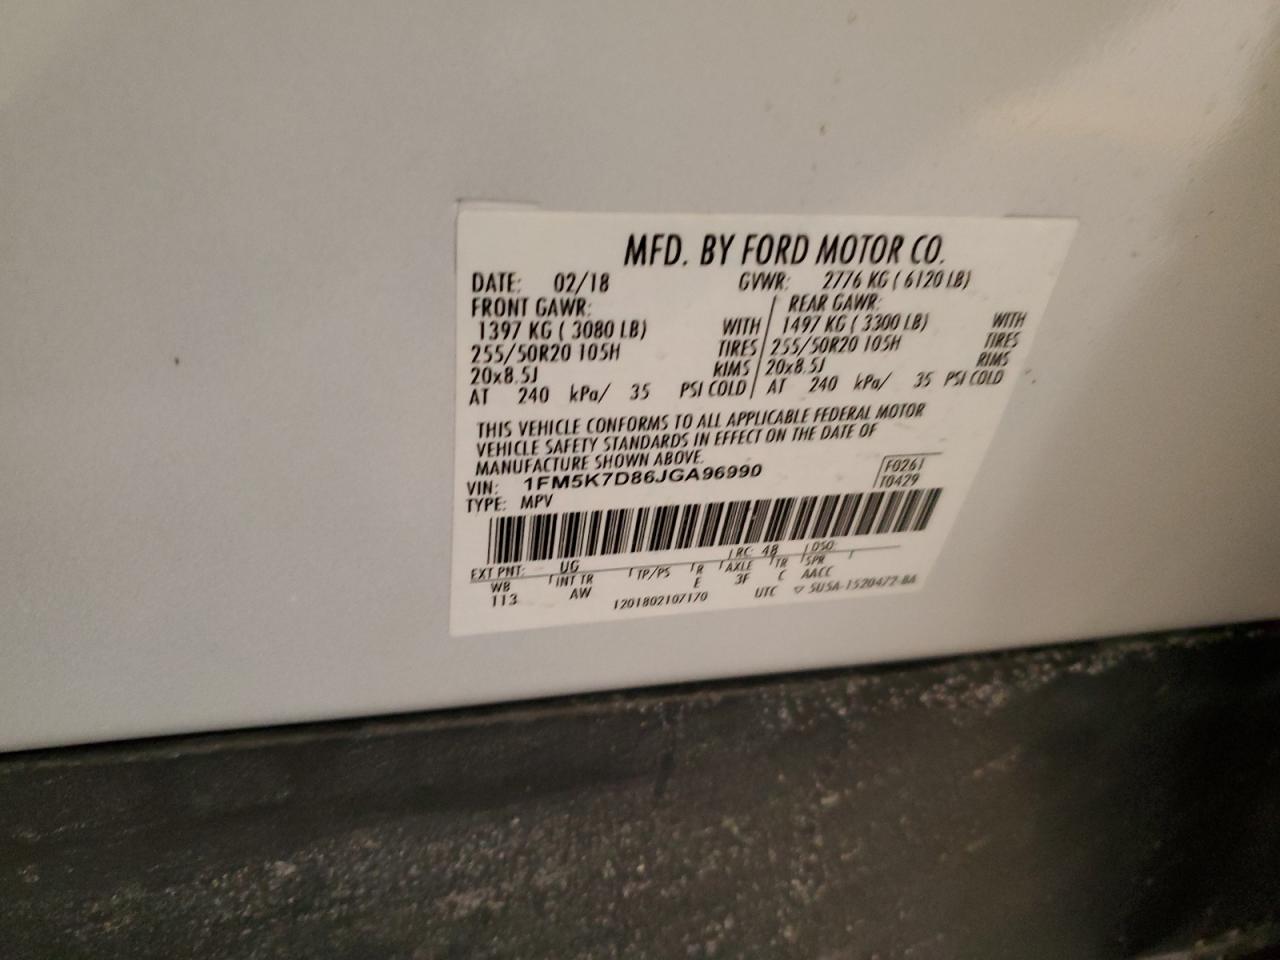 MFD. BY FORD MOTOR CO.
DATE: 02/18 GVWR: 2776 KG ( 6120 LB)
FRONT GAWR: REAR GAWR:
1397 KG ( 3080 LB) WITH 1497 KG ( 3300 LB) WITH
255/50R20 105H TIRES 255/50R20 105H TIRES
20x8.5J RIMS 20x8.5J RIMS
AT 240 kPa/ 35 PSI COLD AT 240 kPa/ 35 PSI COLD
THIS VEHICLE CONFORMS TO ALL APPLICABLE FEDERAL MOTOR
VEHICLE SAFETY STANDARDS IN EFFECT ON THE DATE OF
MANUFACTURE SHOWN ABOVE.
VIN: 1FM5K7D86JGA96990 F0261
TYPE: MPV T0429
EXT PNT: UG RC: 48 DSO:
WB INT TR TP/PS R AXLE TR SPR
113 AW E 3F C AACC
1201802107170 UTC ▽ 5U5A-1520472-BA